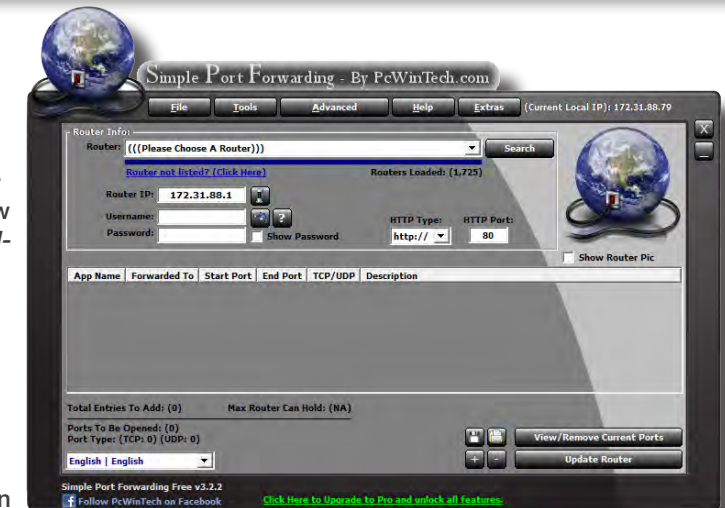 Simple Port Forwarding - By PcWinTech.com
File Tools Advanced Help Extras (Current Local IP): 172.31.88.79
X
Router Info:
Router: (((Please Choose A Router))) Search
Router not listed? (Click Here) Routers Loaded: (1,725)
Router IP: 172.31.88.1
Username: ? HTTP Type: HTTP Port:
Password: Show Password http:// 80
Show Router Pic
App Name Forwarded To Start Port End Port TCP/UDP Description
Total Entries To Add: (0) Max Router Can Hold: (NA)
Ports To Be Opened: (0)
Port Type: (TCP: 0) (UDP: 0) View/Remove Current Ports
English | English + - Update Router
Simple Port Forwarding Free v3.2.2
f Follow PcWinTech on Facebook Click Here to Upgrade to Pro and unlock all features.